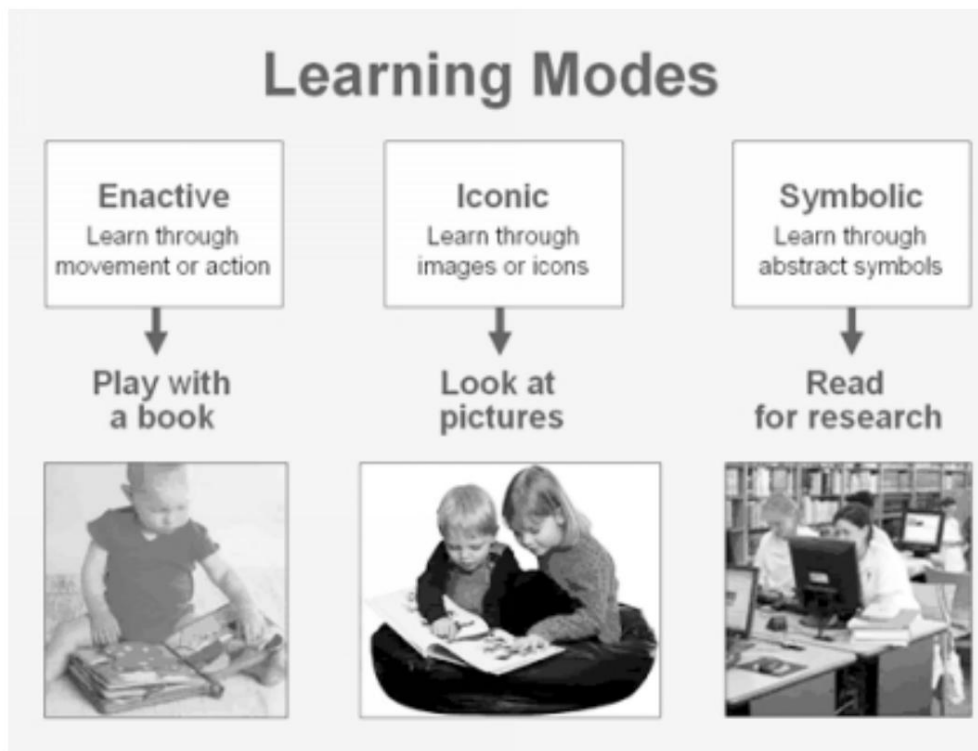 Learning Modes
Enactive
Learn through
movement or action
Iconic
Learn through
images or icons
Symbolic
Learn through
abstract symbols
Play with
a book
Look at
pictures
Read
for research